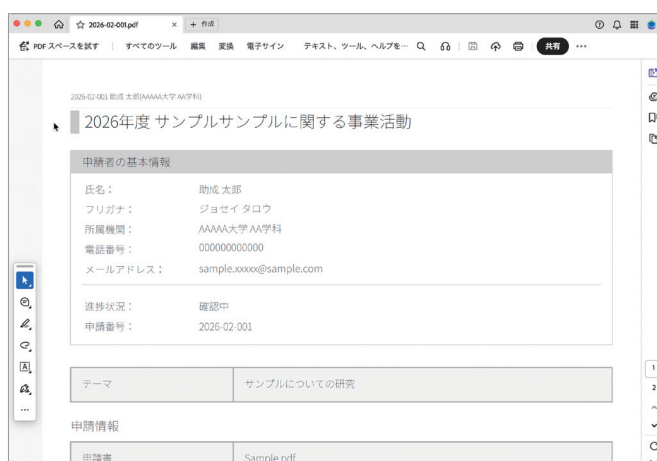 2026-02-001.pdf × + 作成
PDF スペースを試す すべてのツール 編集 変換 電子サイン テキスト、ツール、ヘルプを… 共有
2026-02-001 助成 太郎(AAAAA大学 AA学科)
2026年度 サンプルサンプルに関する事業活動
申請者の基本情報
氏名： 助成 太郎
フリガナ： ジョセイ タロウ
所属機関： AAAAA大学 AA学科
電話番号： 000000000000
メールアドレス： sample.xxxxx@sample.com
進捗状況： 確認中
申請番号： 2026-02-001
1
テーマ サンプルについての研究
2
申請情報
申請書 Sample.pdf